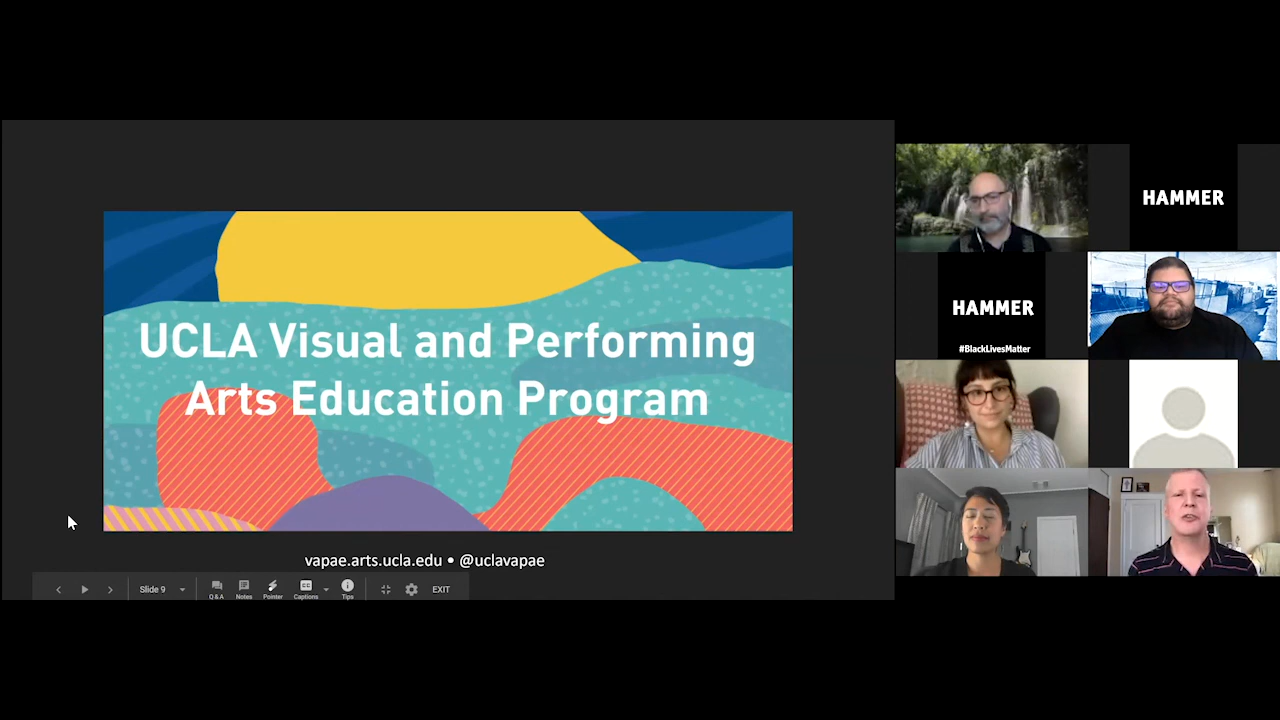 UCLA Visual and Performing
Arts Education Program
vapae.arts.ucla.edu • @uclavapae
Slide 9
Q & A
Notes
Pointer
Captions
Tips
EXIT
HAMMER
HAMMER
#BlackLivesMatter